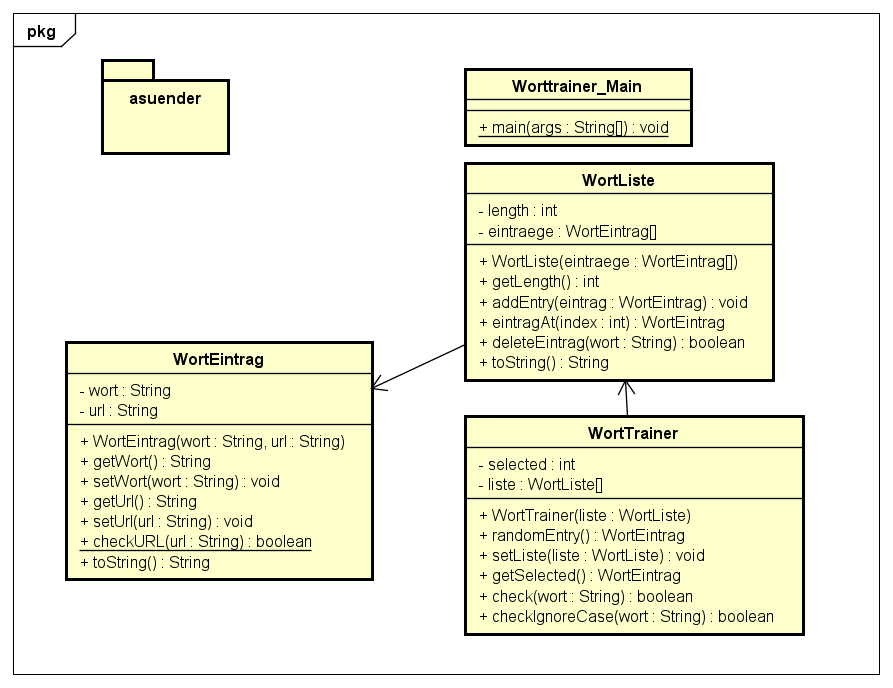 pkg
asuender
Worttrainer_Main
+ main(args : String[]) : void
WortListe
- length : int
- eintraege : WortEintrag[]
+ WortListe(eintraege : WortEintrag[])
+ getLength() : int
+ addEntry(eintrag : WortEintrag) : void
+ eintragAt(index : int) : WortEintrag
+ deleteEintrag(wort : String) : boolean
+ toString() : String
WortEintrag
- wort : String
- url : String
+ WortEintrag(wort : String, url : String)
+ getWort() : String
+ setWort(wort : String) : void
+ getUrl() : String
+ setUrl(url : String) : void
+ checkURL(url : String) : boolean
+ toString() : String
WortTrainer
- selected : int
- liste : WortListe[]
+ WortTrainer(liste : WortListe)
+ randomEntry() : WortEintrag
+ setListe(liste : WortListe) : void
+ getSelected() : WortEintrag
+ check(wort : String) : boolean
+ checkIgnoreCase(wort : String) : boolean